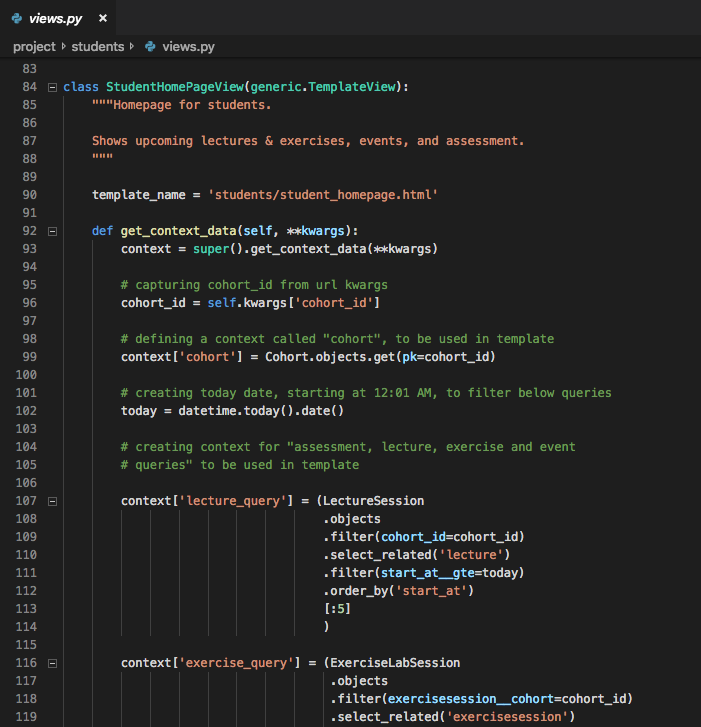 views.py ×
project students views.py
83
84 class StudentHomePageView(generic.TemplateView):
85 """Homepage for students.
86
87 Shows upcoming lectures & exercises, events, and assessment.
88 """
89
90 template_name = 'students/student_homepage.html'
91
92 def get_context_data(self, **kwargs):
93 context = super().get_context_data(**kwargs)
94
95 # capturing cohort_id from url kwargs
96 cohort_id = self.kwargs['cohort_id']
97
98 # defining a context called "cohort", to be used in template
99 context['cohort'] = Cohort.objects.get(pk=cohort_id)
100
101 # creating today date, starting at 12:01 AM, to filter below queries
102 today = datetime.today().date()
103
104 # creating context for "assessment, lecture, exercise and event
105 # queries" to be used in template
106
107 context['lecture_query'] = (LectureSession
108 .objects
109 .filter(cohort_id=cohort_id)
110 .select_related('lecture')
111 .filter(start_at__gte=today)
112 .order_by('start_at')
113 [:5]
114 )
115
116 context['exercise_query'] = (ExerciseLabSession
117 .objects
118 .filter(exercisesession__cohort=cohort_id)
119 .select_related('exercisesession')